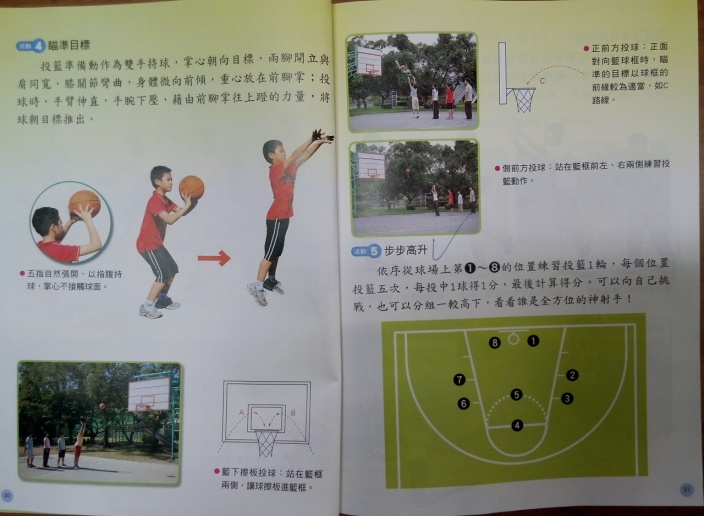 活動4 瞄準目標
投籃準備動作為雙手持球，掌心朝向目標，兩腳開立與
肩同寬，膝關節彎曲，身體微向前傾，重心放在前腳掌；投
球時，手臂伸直，手腕下壓，藉由前腳掌往上蹬的力量，將
球朝目標推出。
五指自然張開，以指腹持
球，掌心不接觸球面。
A B
籃下擦板投球：站在籃框
兩側，讓球擦板進籃框。
C
正前方投球：正面
對向籃球框時，瞄
準的目標以球框的
前緣較為適當，如C
路線。
側前方投球：站在籃框前左、右兩側練習投
籃動作。
活動5 步步高升
依序從球場上第❶～❽的位置練習投籃1輪，每個位置
投籃五次，每投中1球得1分，最後計算得分。可以向自己挑
戰，也可以分組一較高下，看看誰是全方位的神射手！
8 1
7 2
6 5 3
4